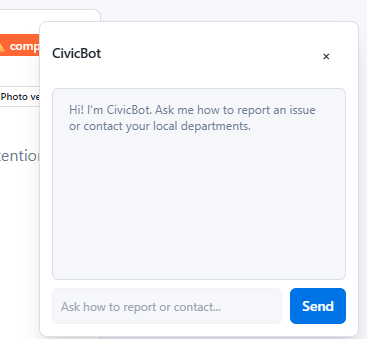 comp
Photo ve
tention
CivicBot
×
Hi! I'm CivicBot. Ask me how to report an issue
or contact your local departments.
Ask how to report or contact...
Send